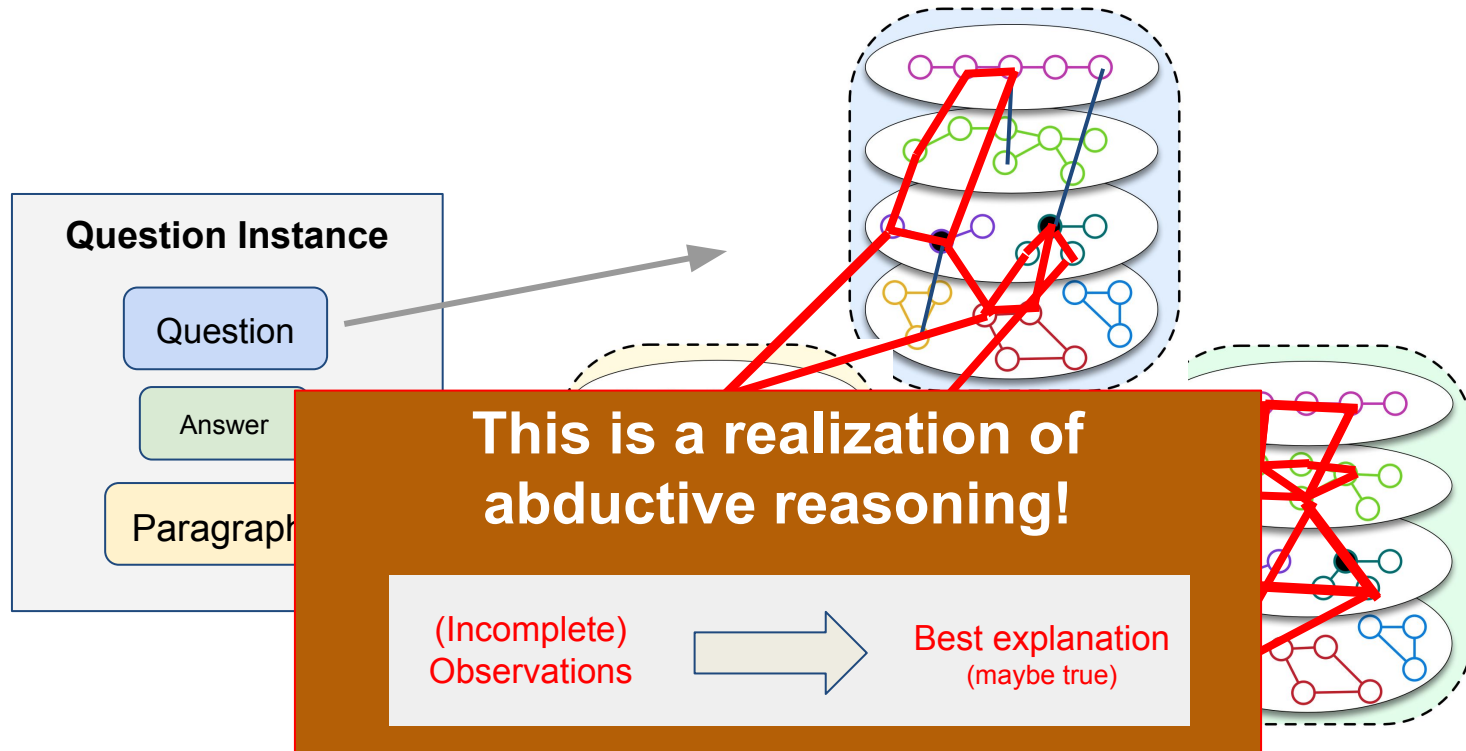 Question Instance
Question
Answer
Paragraph
This is a realization of
abductive reasoning!
(Incomplete)
Observations
Best explanation
(maybe true)